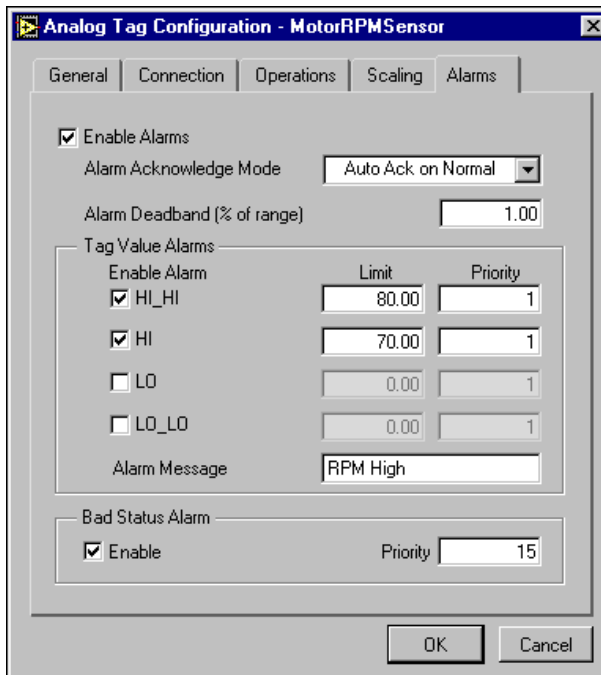 Analog Tag Configuration - MotorRPMSensor
General Connection Operations Scaling Alarms
Enable Alarms
Alarm Acknowledge Mode Auto Ack on Normal
Alarm Deadband (% of range) 1.00
Tag Value Alarms
Enable Alarm Limit Priority
HI_HI 80.00 1
HI 70.00 1
LO 0.00 1
LO_LO 0.00 1
Alarm Message RPM High
Bad Status Alarm
Enable Priority 15
OK Cancel